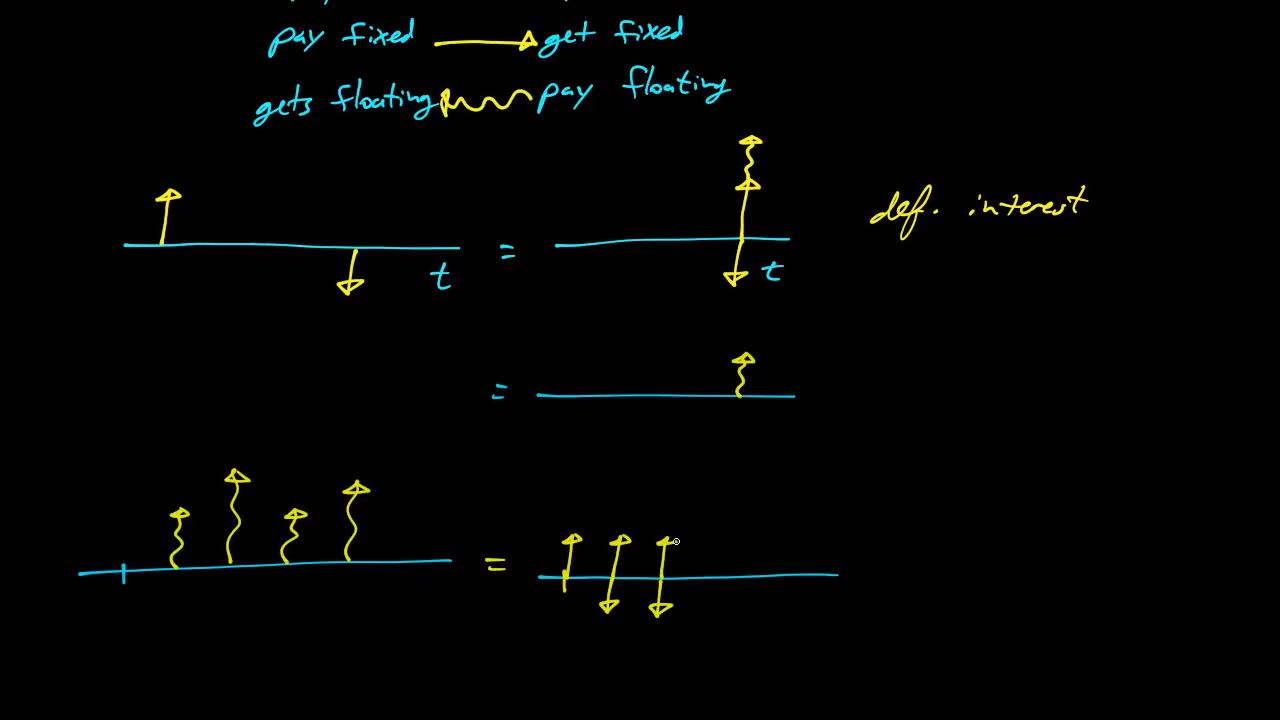 pay fixed get fixed
gets floating pay floating
def. interest
t = t
=
=